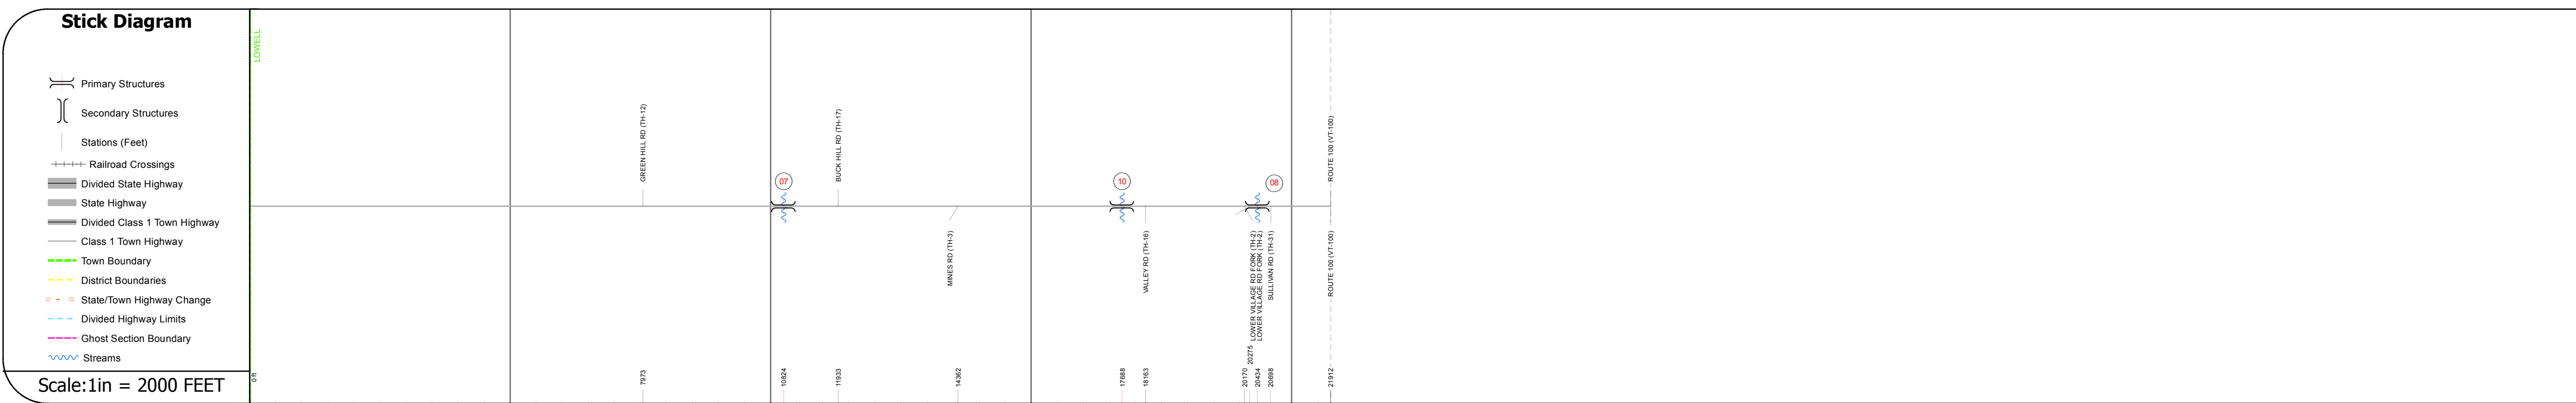 Stick Diagram
Primary Structures
Secondary Structures
Stations (Feet)
Railroad Crossings
Divided State Highway
State Highway
Divided Class 1 Town Highway
Class 1 Town Highway
Town Boundary
District Boundaries
State/Town Highway Change
Divided Highway Limits
Ghost Section Boundary
Streams
Scale:1in = 2000 FEET
LOWELL
GREEN HILL RD (TH-12)
07
BUCK HILL RD (TH-17)
MINES RD (TH-3)
10
VALLEY RD (TH-16)
08
LOWER VILLAGE RD FORK (TH-2)
LOWER VILLAGE RD FORK (TH-2)
SULLIVAN RD (TH-31)
ROUTE 100 (VT-100)
ROUTE 100 (VT-100)
0 ft
7973
10824
11933
14362
17688
18163
20170
20275
20434
20698
21912